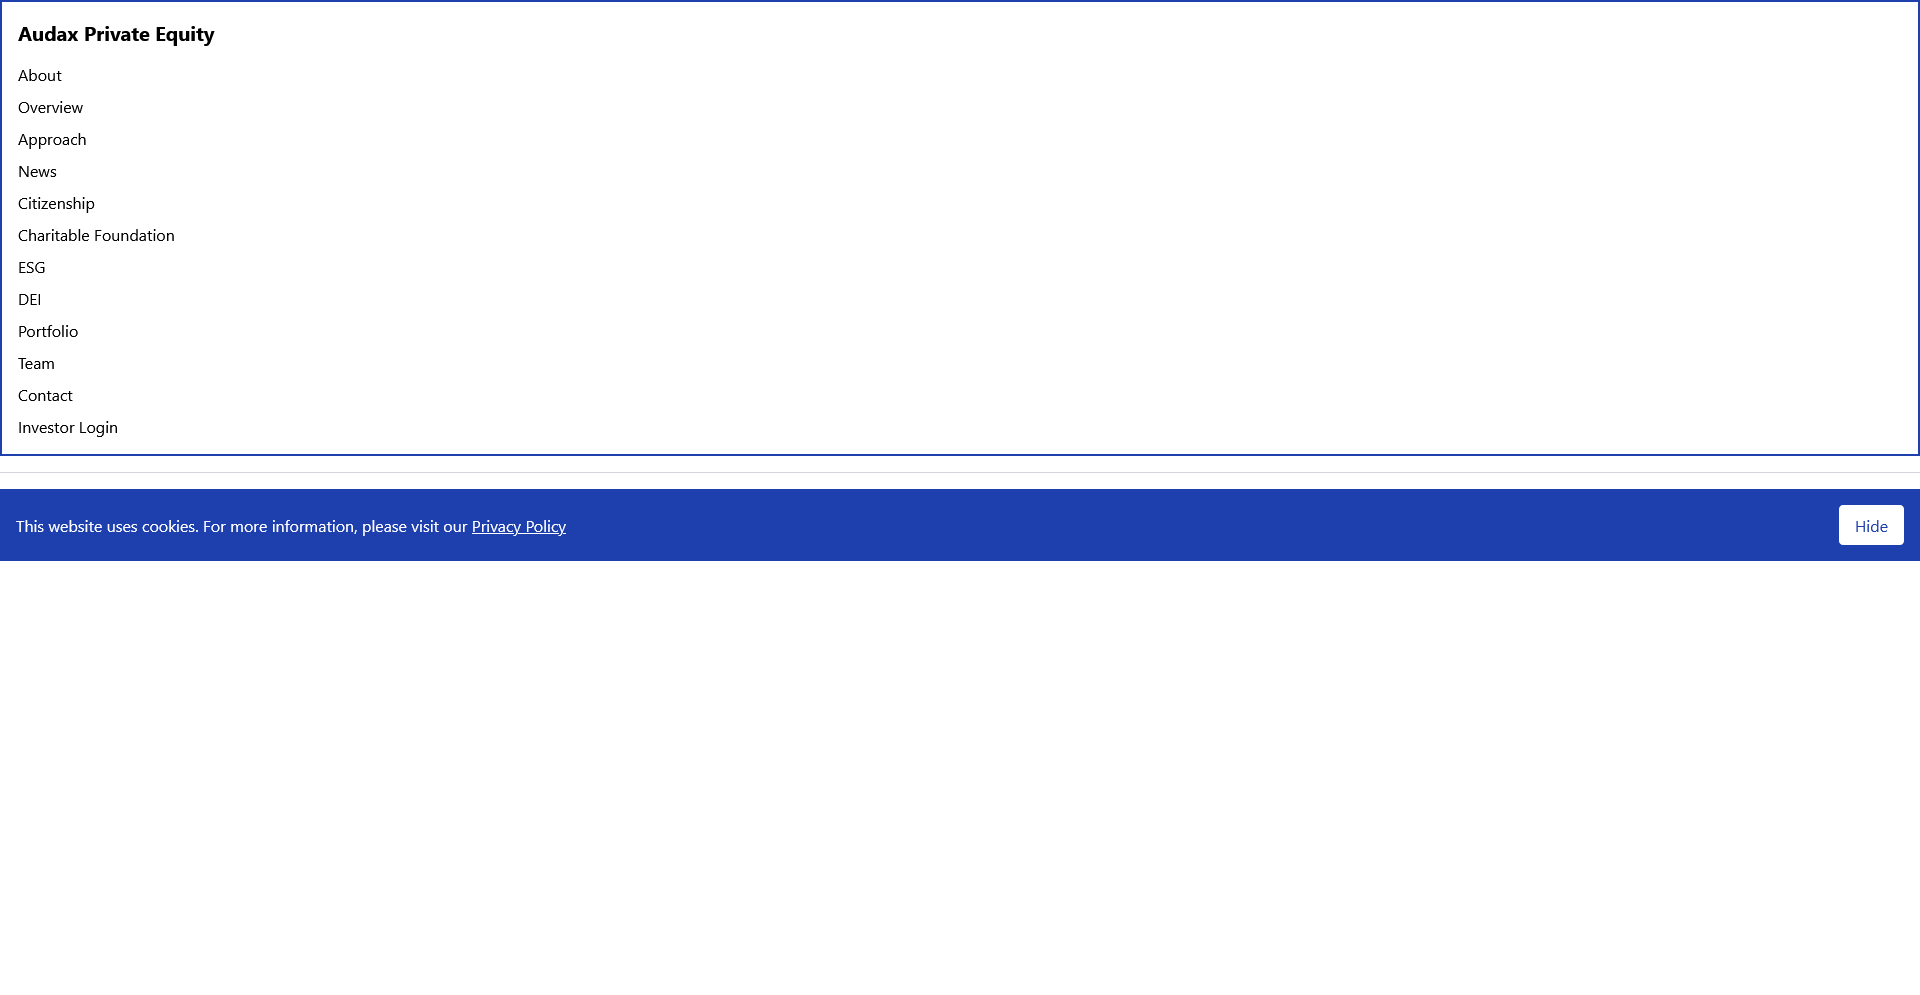 Audax Private Equity
About
Overview
Approach
News
Citizenship
Charitable Foundation
ESG
DEI
Portfolio
Team
Contact
Investor Login
This website uses cookies. For more information, please visit our Privacy Policy
Hide